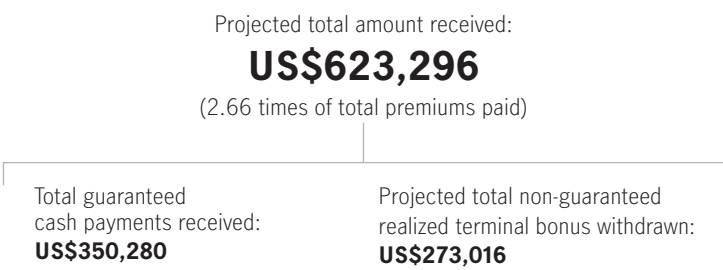 Projected total amount received:
US$623,296
(2.66 times of total premiums paid)
Total guaranteed
cash payments received:
US$350,280
Projected total non-guaranteed
realized terminal bonus withdrawn:
US$273,016